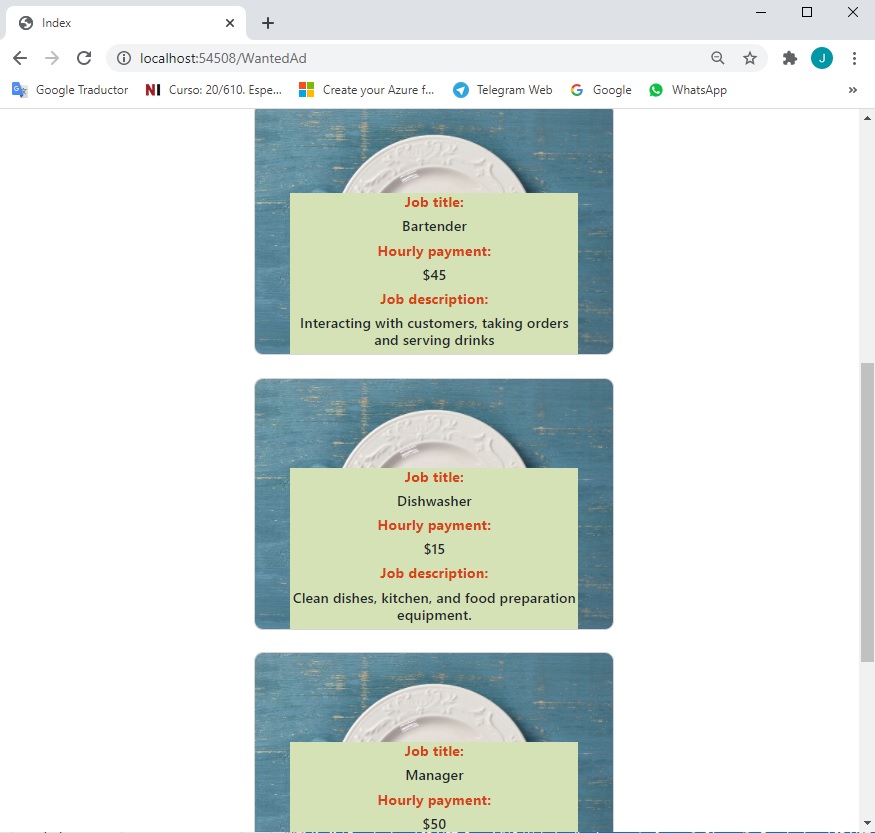 Index
localhost:54508/WantedAd
J
Google Traductor
NI
Curso: 20/610. Espe...
Create your Azure f...
Telegram Web
G
Google
WhatsApp
»
Job title:
Bartender
Hourly payment:
$45
Job description:
Interacting with customers, taking orders
and serving drinks
Job title:
Dishwasher
Hourly payment:
$15
Job description:
Clean dishes, kitchen, and food preparation
equipment.
Job title:
Manager
Hourly payment:
$50